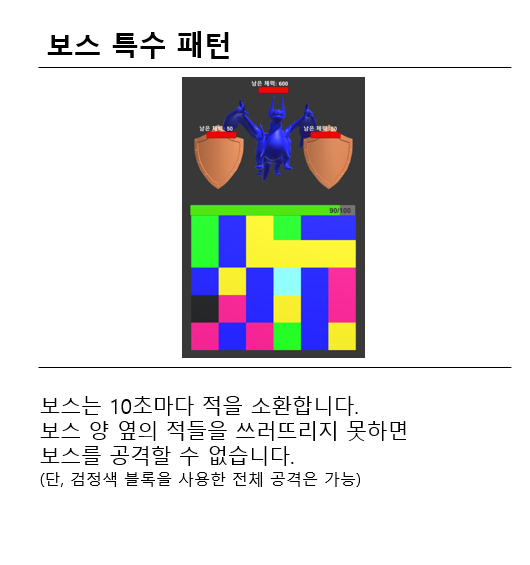 보스 특수 패턴
남은 체력: 600
남은 체력: 50
남은 체력: 50
90/100
보스는 10초마다 적을 소환합니다.
보스 양 옆의 적들을 쓰러뜨리지 못하면
보스를 공격할 수 없습니다.
(단, 검정색 블록을 사용한 전체 공격은 가능)